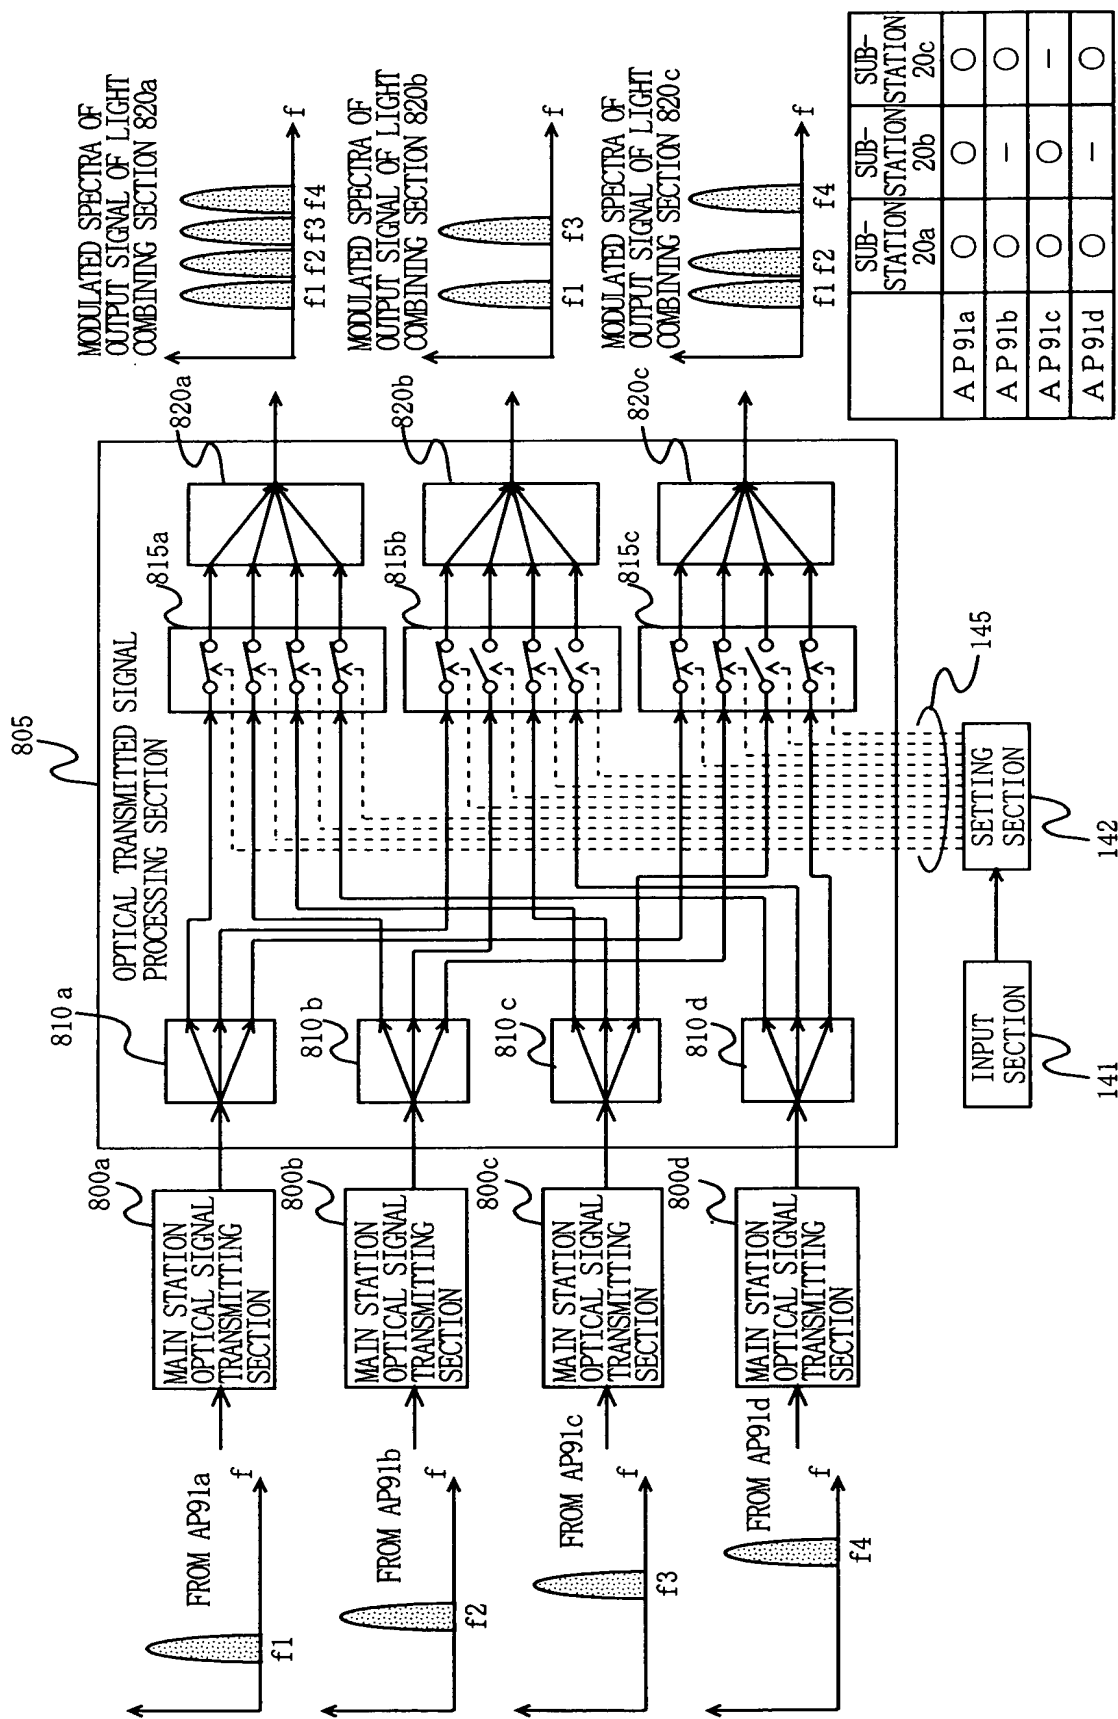 FROM AP91a
f
f1
FROM AP91b
f
f2
FROM AP91c
f
f3
FROM AP91d
f
f4
800a
MAIN STATION
OPTICAL SIGNAL
TRANSMITTING
SECTION
800b
MAIN STATION
OPTICAL SIGNAL
TRANSMITTING
SECTION
800c
MAIN STATION
OPTICAL SIGNAL
TRANSMITTING
SECTION
800d
MAIN STATION
OPTICAL SIGNAL
TRANSMITTING
SECTION
805
OPTICAL TRANSMITTED SIGNAL
PROCESSING SECTION
810a
810b
810c
810d
815a
815b
815c
820a
820b
820c
145
INPUT
SECTION
141
SETTING
SECTION
142
MODULATED SPECTRA OF
OUTPUT SIGNAL OF LIGHT
COMBINING SECTION 820a
f
f1 f2 f3 f4
MODULATED SPECTRA OF
OUTPUT SIGNAL OF LIGHT
COMBINING SECTION 820b
f
f1 f3
MODULATED SPECTRA OF
OUTPUT SIGNAL OF LIGHT
COMBINING SECTION 820c
f
f1 f2 f4
SUB-
STATION
20a
SUB-
STATION
20b
SUB-
STATION
20c
AP91a ○ ○ ○
AP91b ○ – ○
AP91c ○ ○ –
AP91d ○ – ○